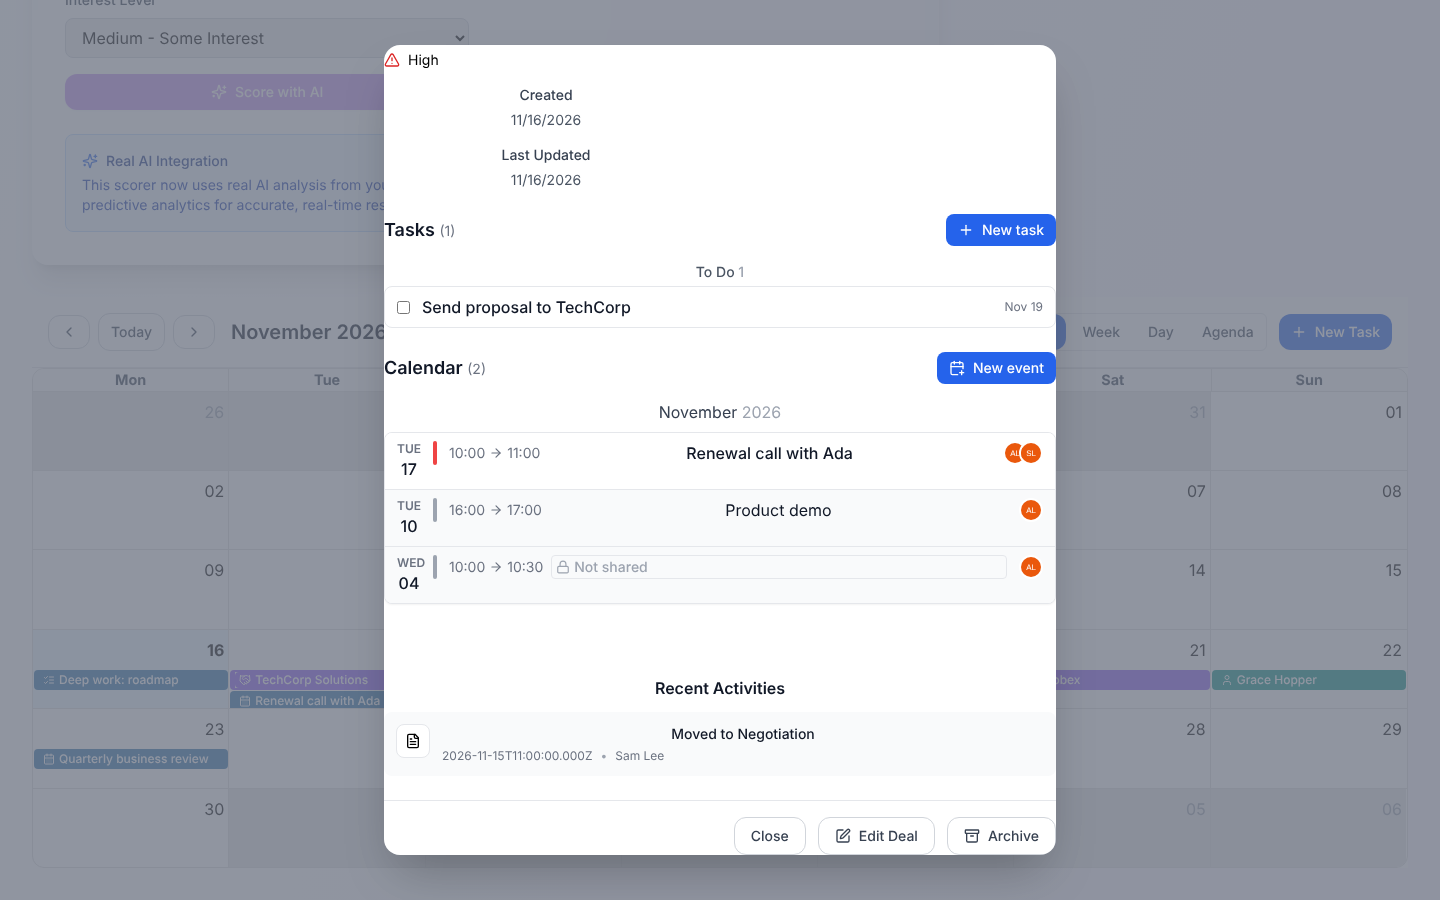 Interest Level
Medium - Some Interest
Score with AI
Real AI Integration
This scorer now uses real AI analysis from
predictive analytics for accurate, real-time
High
Created
11/16/2026
Last Updated
11/16/2026
Tasks (1)
New task
To Do 1
Send proposal to TechCorp
Nov 19
Calendar (2)
New event
November 2026
TUE
17
10:00 → 11:00
Renewal call with Ada
AL
SL
TUE
10
16:00 → 17:00
Product demo
AL
WED
04
10:00 → 10:30
Not shared
AL
Recent Activities
Moved to Negotiation
2026-11-15T11:00:00.000Z • Sam Lee
Close
Edit Deal
Archive
Today
November 2026
Week
Day
Agenda
New Task
Mon
Tue
Sat
Sun
26
31
01
02
07
08
09
14
15
16
21
22
Deep work: roadmap
TechCorp Solutions
Grace Hopper
Renewal call with Ada
23
28
29
Quarterly business review
30
05
06